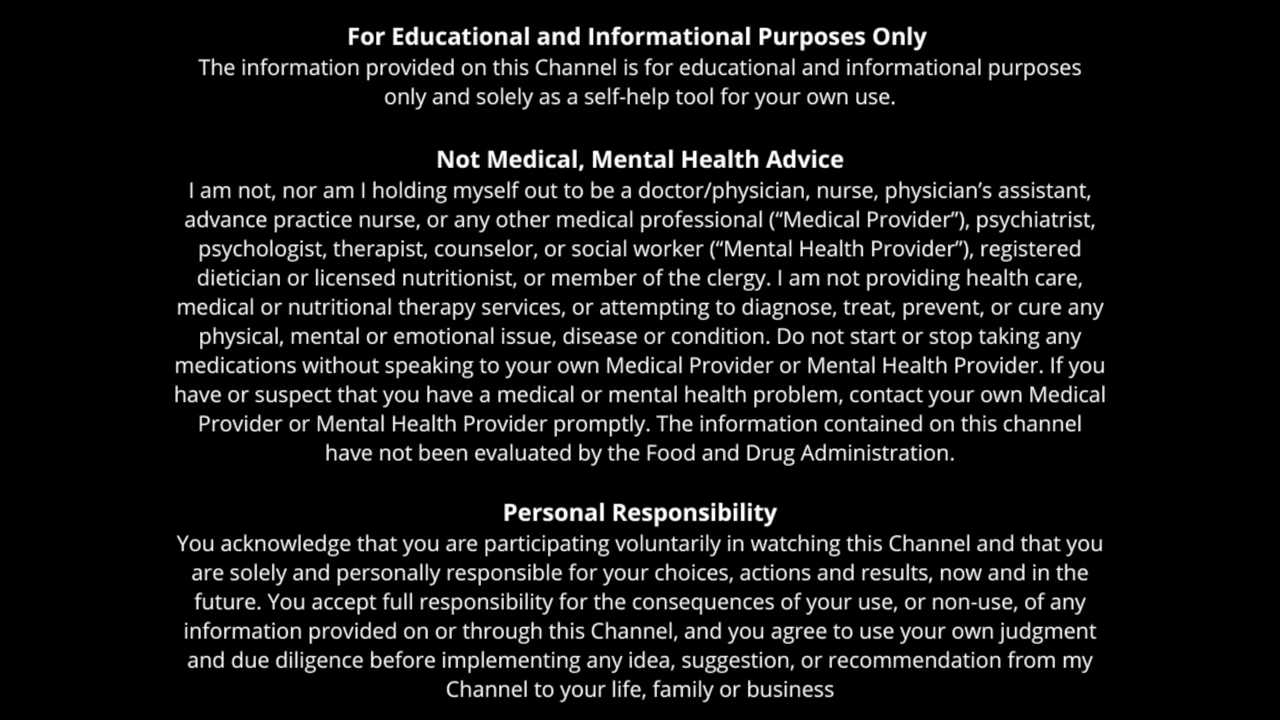 For Educational and Informational Purposes Only
The information provided on this Channel is for educational and informational purposes
only and solely as a self-help tool for your own use.
Not Medical, Mental Health Advice
I am not, nor am I holding myself out to be a doctor/physician, nurse, physician’s assistant,
advance practice nurse, or any other medical professional (“Medical Provider”), psychiatrist,
psychologist, therapist, counselor, or social worker (“Mental Health Provider”), registered
dietician or licensed nutritionist, or member of the clergy. I am not providing health care,
medical or nutritional therapy services, or attempting to diagnose, treat, prevent, or cure any
physical, mental or emotional issue, disease or condition. Do not start or stop taking any
medications without speaking to your own Medical Provider or Mental Health Provider. If you
have or suspect that you have a medical or mental health problem, contact your own Medical
Provider or Mental Health Provider promptly. The information contained on this channel
have not been evaluated by the Food and Drug Administration.
Personal Responsibility
You acknowledge that you are participating voluntarily in watching this Channel and that you
are solely and personally responsible for your choices, actions and results, now and in the
future. You accept full responsibility for the consequences of your use, or non-use, of any
information provided on or through this Channel, and you agree to use your own judgment
and due diligence before implementing any idea, suggestion, or recommendation from my
Channel to your life, family or business